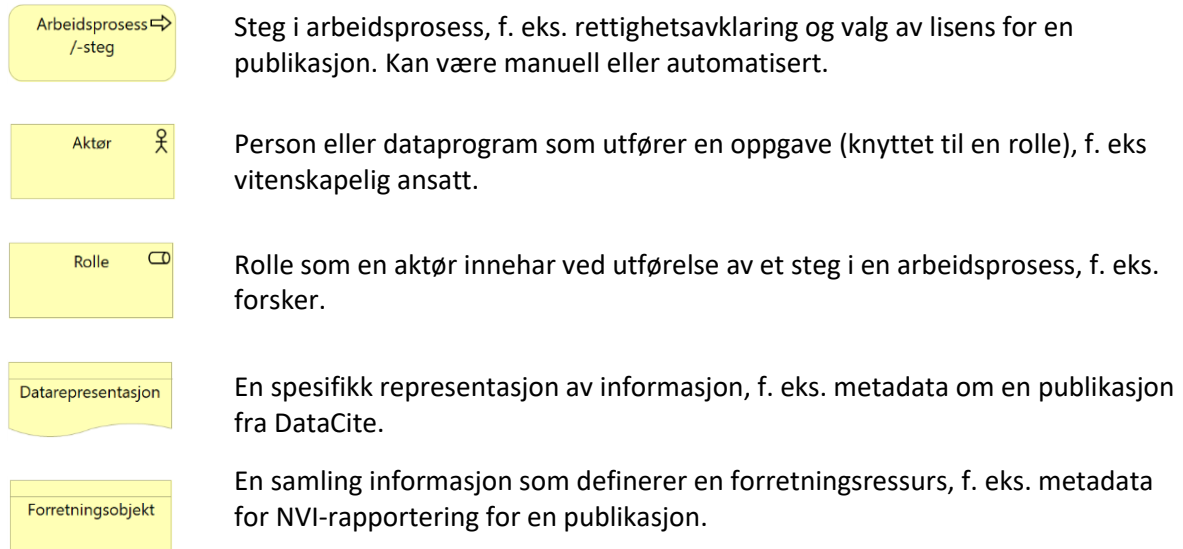 Arbeidsprosess
/-steg
Steg i arbeidsprosess, f. eks. rettighetsavklaring og valg av lisens for en
publikasjon. Kan være manuell eller automatisert.
Aktør
Person eller dataprogram som utfører en oppgave (knyttet til en rolle), f. eks
vitenskapelig ansatt.
Rolle
Rolle som en aktør innehar ved utførelse av et steg i en arbeidsprosess, f. eks.
forsker.
Datarepresentasjon
En spesifikk representasjon av informasjon, f. eks. metadata om en publikasjon
fra DataCite.
Forretningsobjekt
En samling informasjon som definerer en forretningsressurs, f. eks. metadata
for NVI-rapportering for en publikasjon.